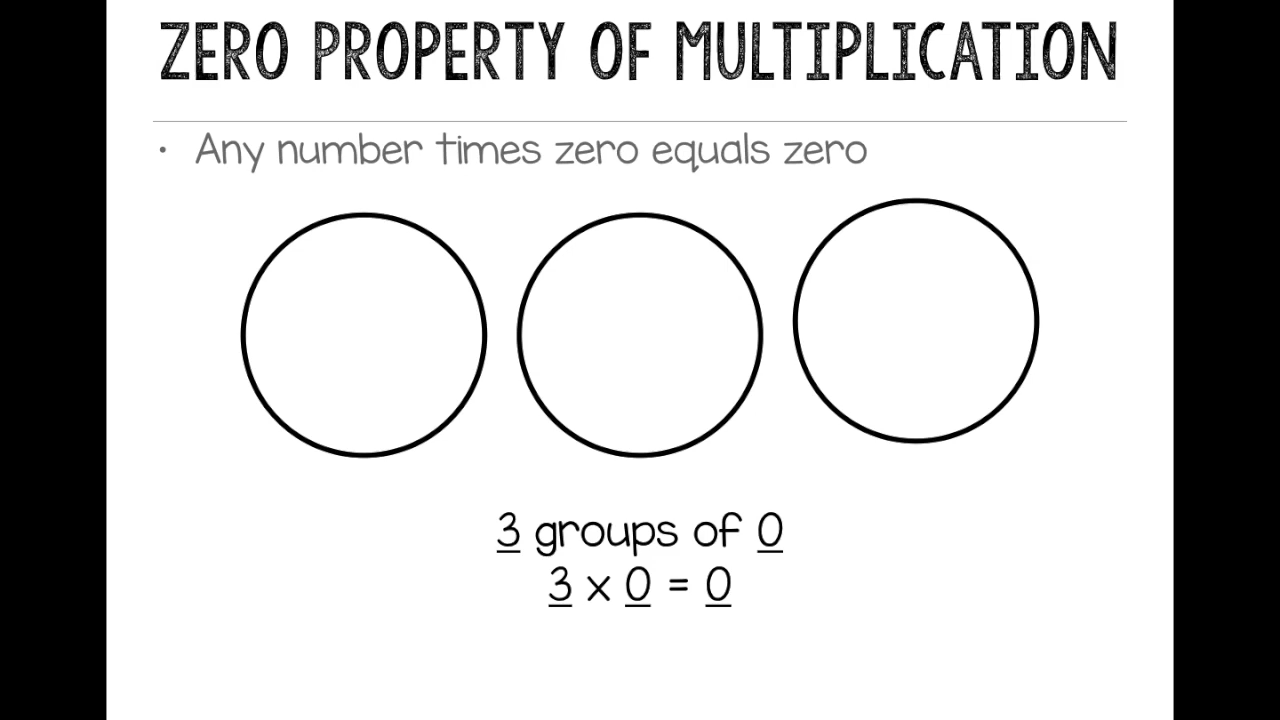 ZERO PROPERTY OF MULTIPLICATION
• Any number times zero equals zero
3 groups of 0
3 x 0 = 0